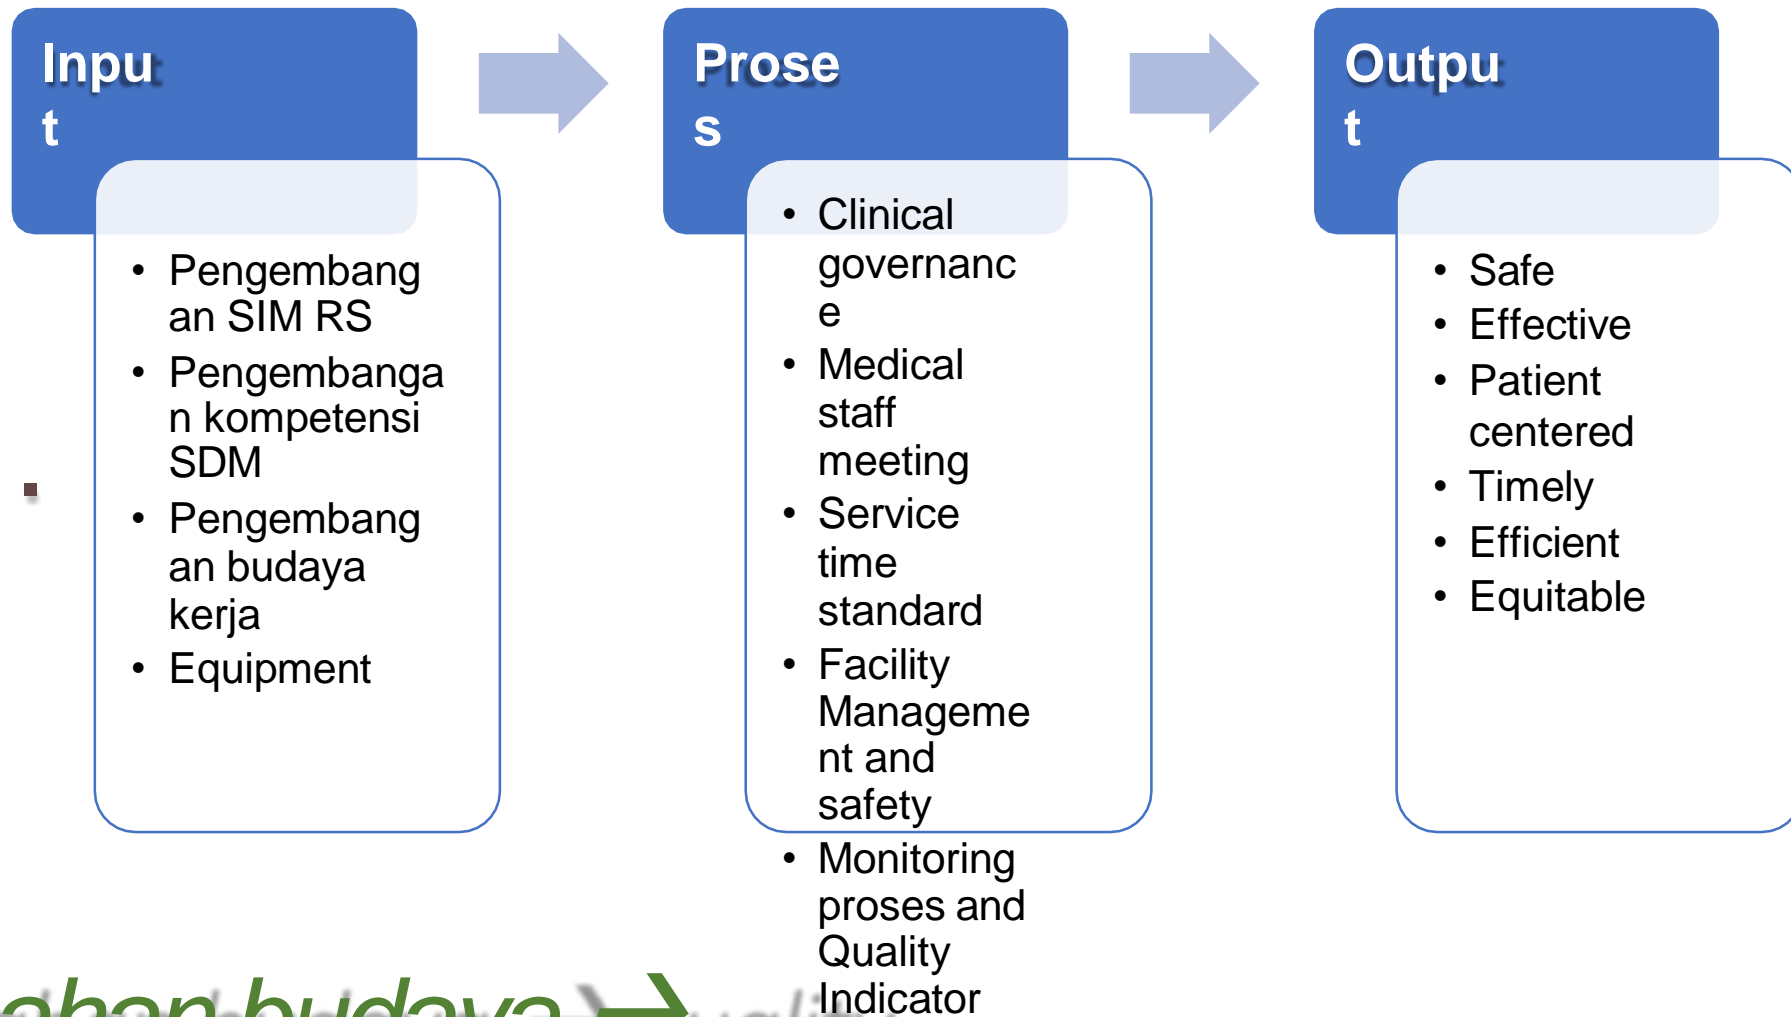 Inpu
t
• Pengembang
an SIM RS
• Pengembanga
n kompetensi
SDM
• Pengembang
an budaya
kerja
• Equipment
Prose
s
• Clinical
governanc
e
• Medical
staff
meeting
• Service
time
standard
• Facility
Manageme
nt and
safety
• Monitoring
proses and
Quality
Indicator
Outpu
t
• Safe
• Effective
• Patient
centered
• Timely
• Efficient
• Equitable
ahan budaya →